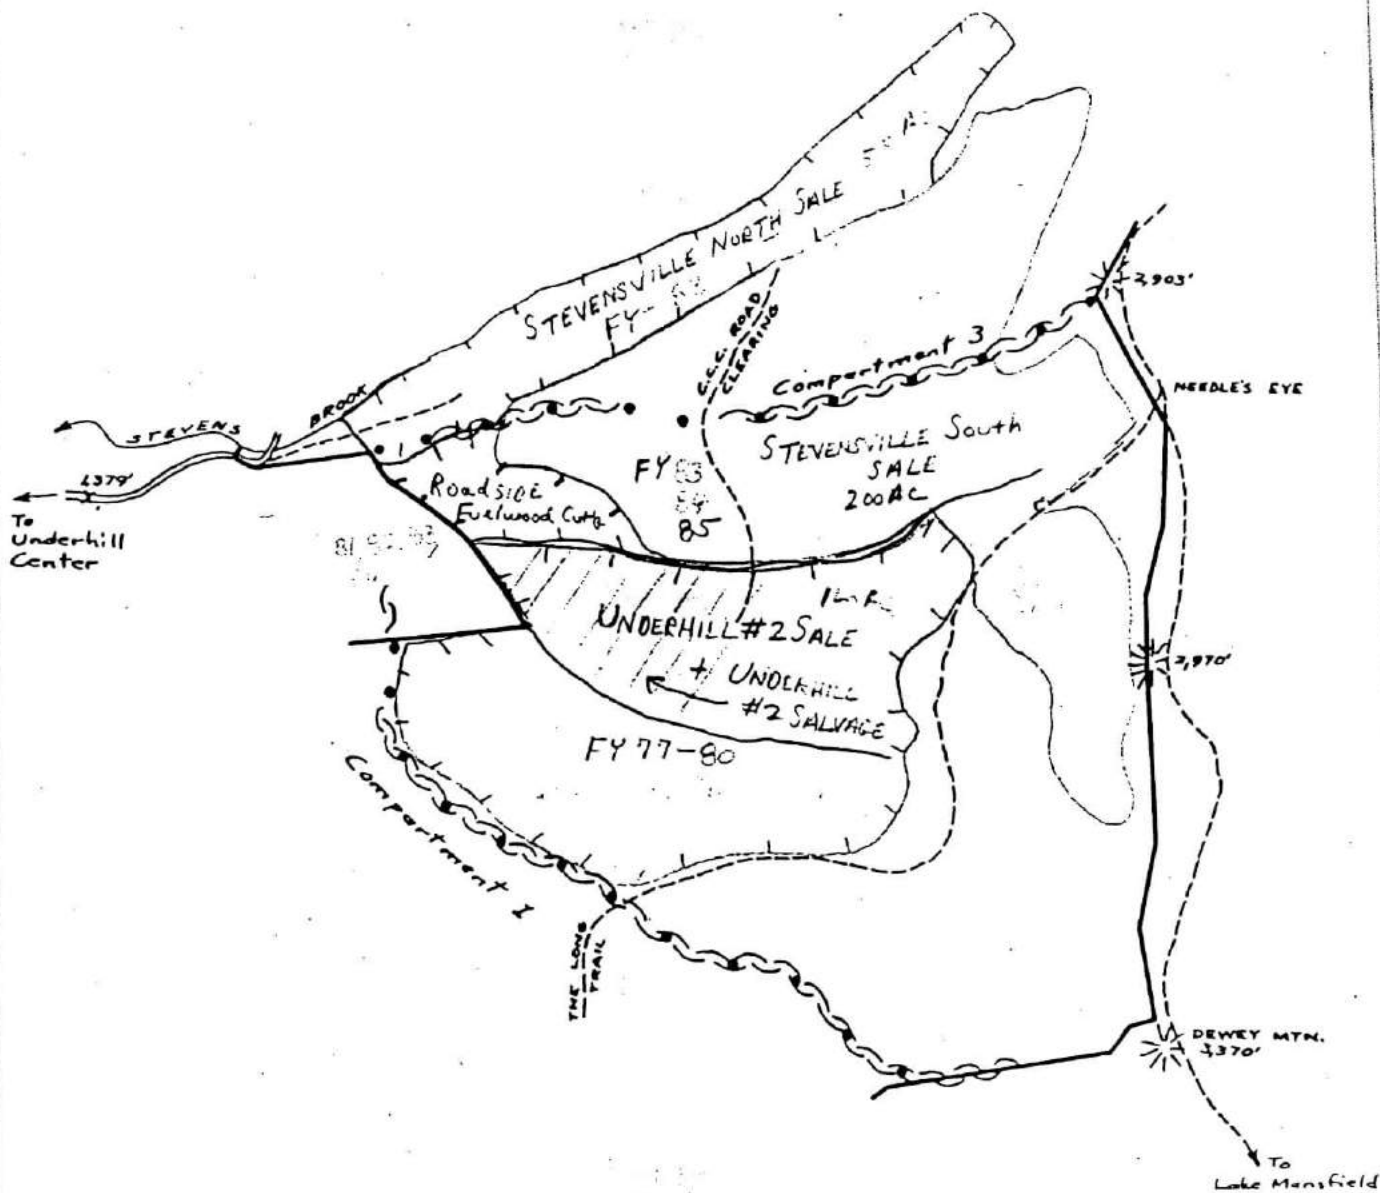 STEVENSVILLE NORTH SALE
FY-
2,903'
C.C.C. ROAD
CLEARING
Compartment 3
NEEDLE'S EYE
STEVENS
BROOK
1379'
To
Underhill
Center
STEVENSVILLE South
SALE
200 AC
FY 83
84
85
Roadside
Fuelwood Cutg
UNDERHILL #2 SALE
+ UNDERHILL
#2 SALVAGE
2,970'
FY 77-80
Compartment 1
THE LONG
TRAIL
DEWEY MTN.
3,370'
To
Lake Mansfield